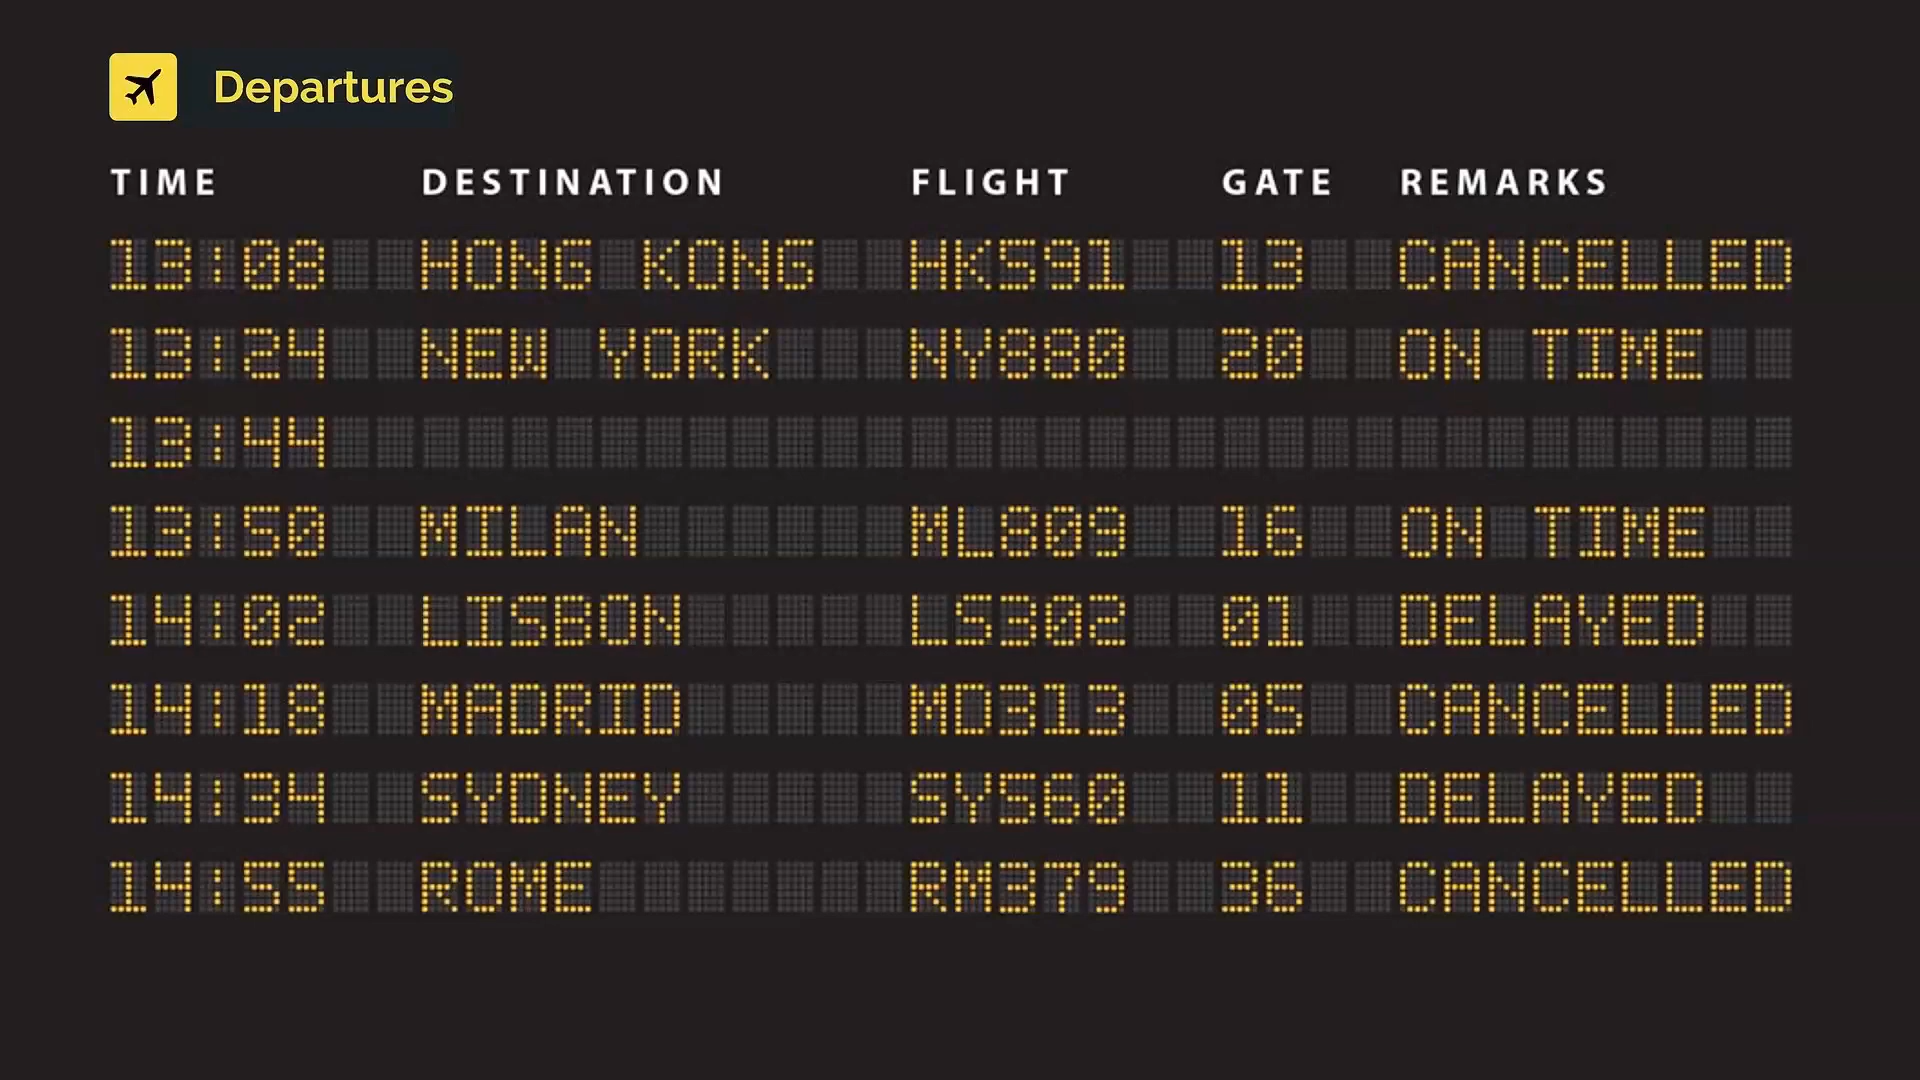 Departures
TIME DESTINATION FLIGHT GATE REMARKS
13:08 HONG KONG HK591 13 CANCELLED
13:24 NEW YORK NY880 20 ON TIME
13:44
13:50 MILAN ML809 16 ON TIME
14:02 LISBON LS302 01 DELAYED
14:18 MADRID MD313 05 CANCELLED
14:34 SYDNEY SY560 11 DELAYED
14:55 ROME RM379 36 CANCELLED